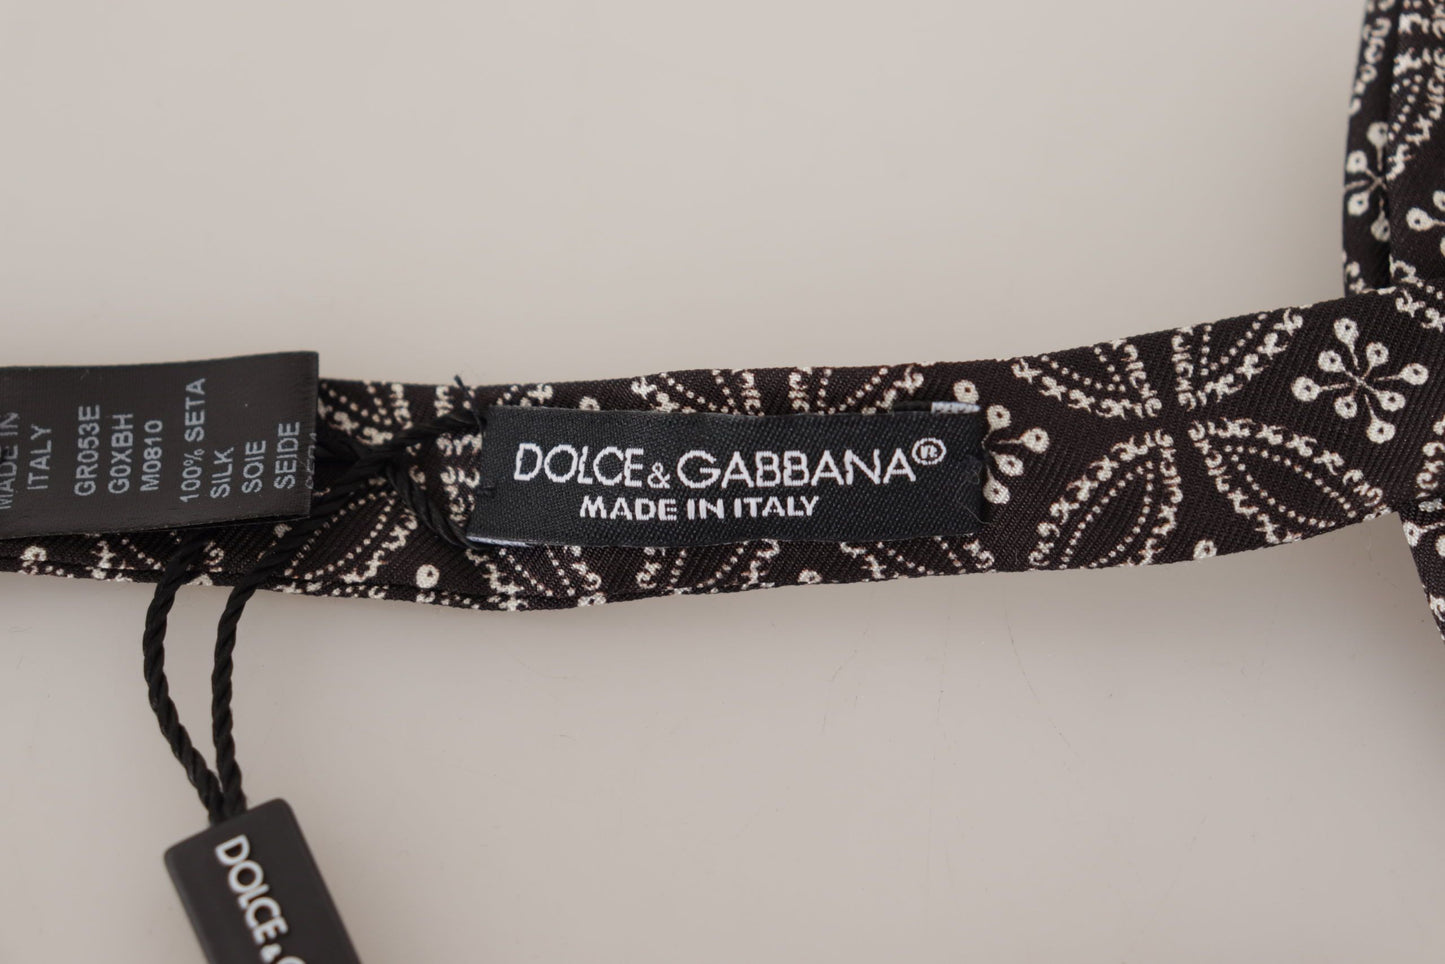 MADE IN
ITALY
GR053E
G0XBH
M0810
100% SETA
SILK
SOIE
SEIDE
DOLCE & GABBANA®
MADE IN ITALY
DOLCE &